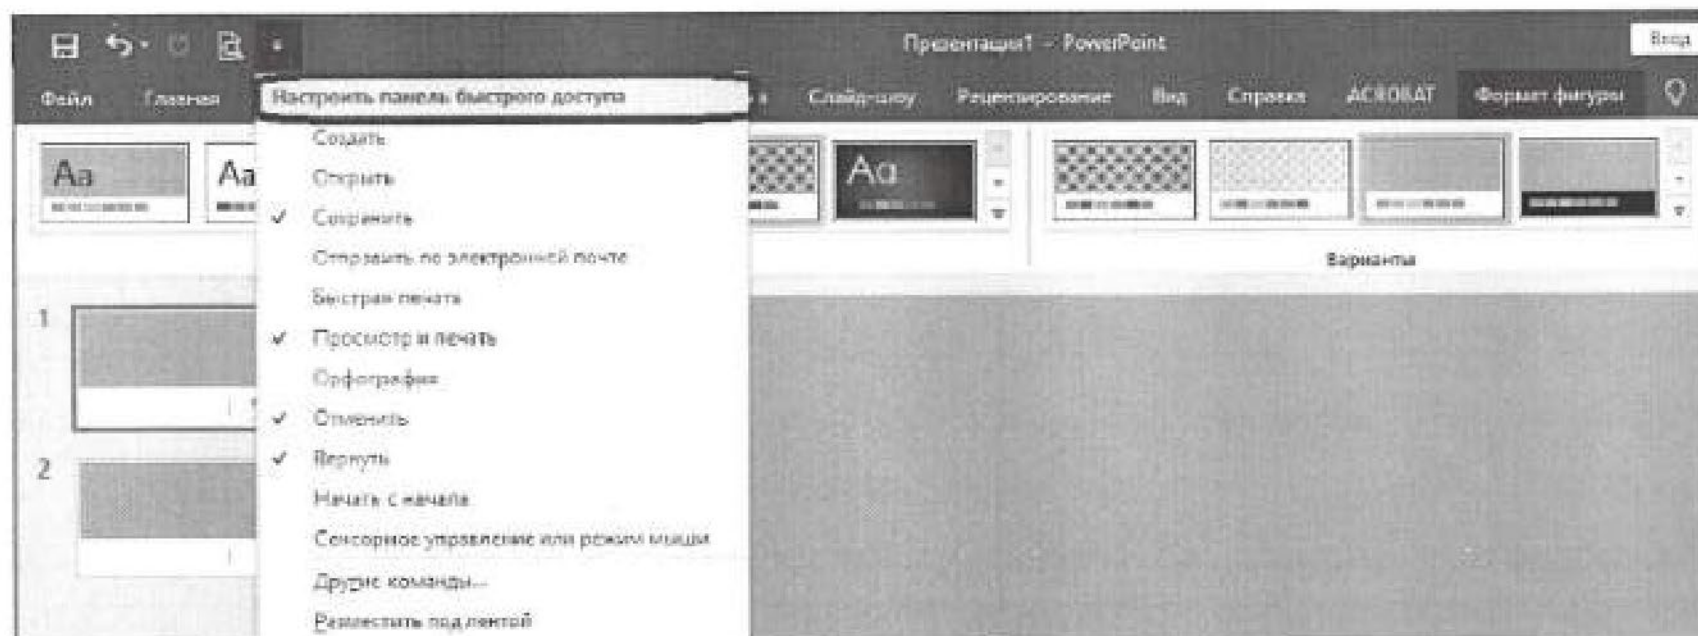 Презентация1 – PowerPoint
Вход
Файл Главная
Настроить панель быстрого доступа
Слайд-шоу Рецензирование Вид Справка ACROBAT Формат фигуры
Создать
Открыть
Сохранить
Отправить по электронной почте
Быстрая печать
Просмотр и печать
Орфография
Отменить
Вернуть
Начать с начала
Сенсорное управление или режим мыши
Другие команды...
Разместить под лентой
Aa
Aa
Aa
Варианты
1
2